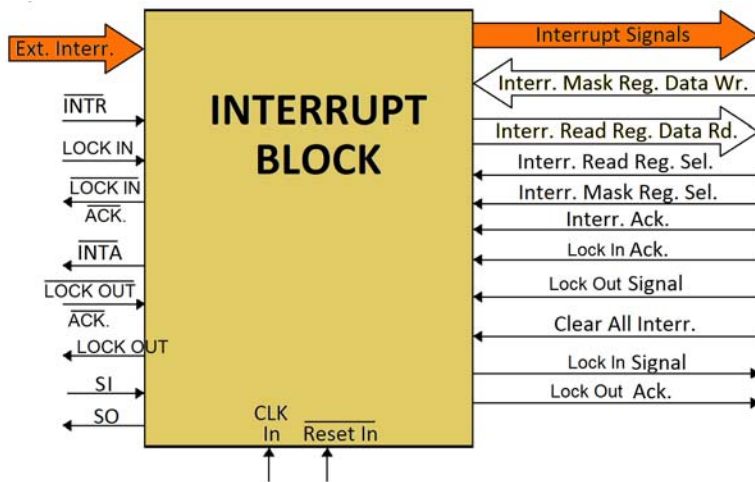 Ext. Interr.
INTR
LOCK IN
LOCK IN
ACK.
INTA
LOCK OUT
ACK.
LOCK OUT
SI
SO
INTERRUPT
BLOCK
CLK
In
Reset In
Interrupt Signals
Interr. Mask Reg. Data Wr.
Interr. Read Reg. Data Rd.
Interr. Read Reg. Sel.
Interr. Mask Reg. Sel.
Interr. Ack.
Lock In Ack.
Lock Out Signal
Clear All Interr.
Lock In Signal
Lock Out Ack.